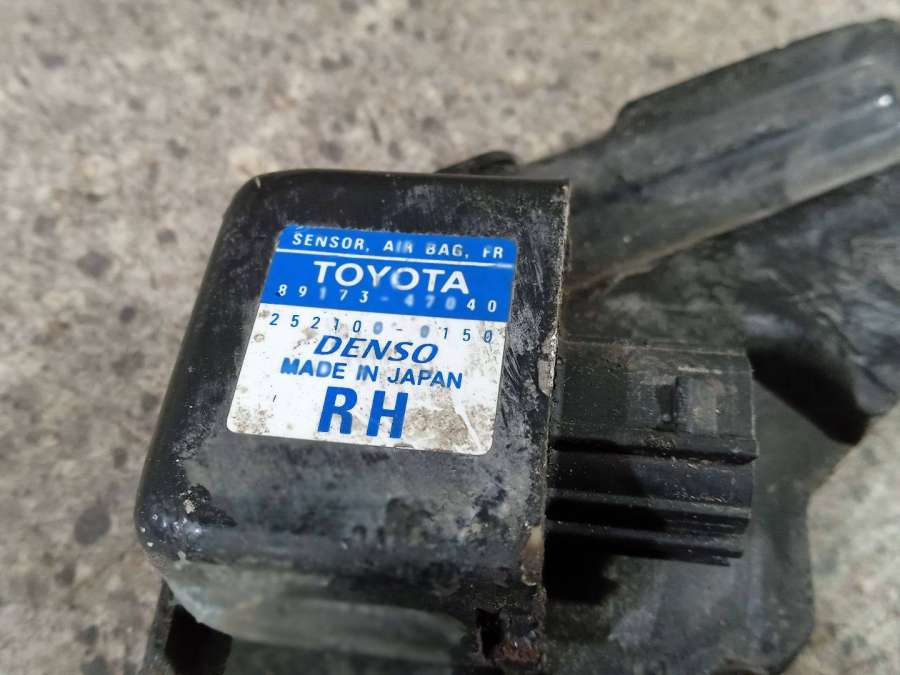 SENSOR, AIR BAG, FR
TOYOTA
89173-47040
252100-0150
DENSO
MADE IN JAPAN
RH